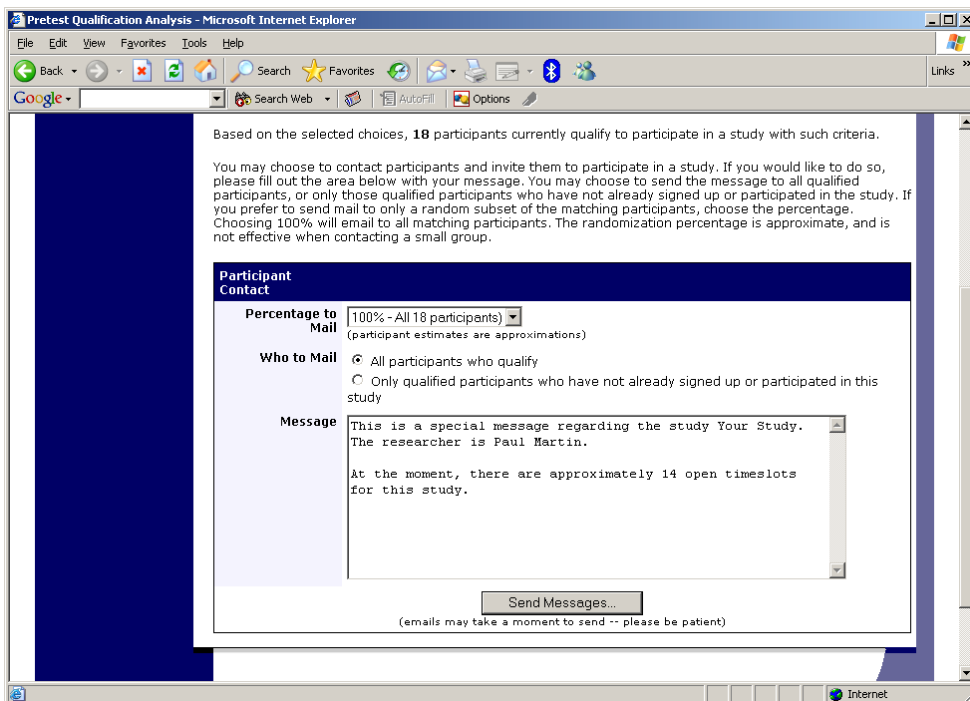 Pretest Qualification Analysis - Microsoft Internet Explorer
File Edit View Favorites Tools Help
Back Search Favorites Links »
Google Search Web AutoFill Options
Based on the selected choices, 18 participants currently qualify to participate in a study with such criteria.
You may choose to contact participants and invite them to participate in a study. If you would like to do so,
please fill out the area below with your message. You may choose to send the message to all qualified
participants, or only those qualified participants who have not already signed up or participated in the study. If
you prefer to send mail to only a random subset of the matching participants, choose the percentage.
Choosing 100% will email to all matching participants. The randomization percentage is approximate, and is
not effective when contacting a small group.
Participant
Contact
Percentage to
Mail
100% - All 18 participants)
(participant estimates are approximations)
Who to Mail
All participants who qualify
Only qualified participants who have not already signed up or participated in this
study
Message
This is a special message regarding the study Your Study.
The researcher is Paul Martin.
At the moment, there are approximately 14 open timeslots
for this study.
Send Messages...
(emails may take a moment to send -- please be patient)
Internet